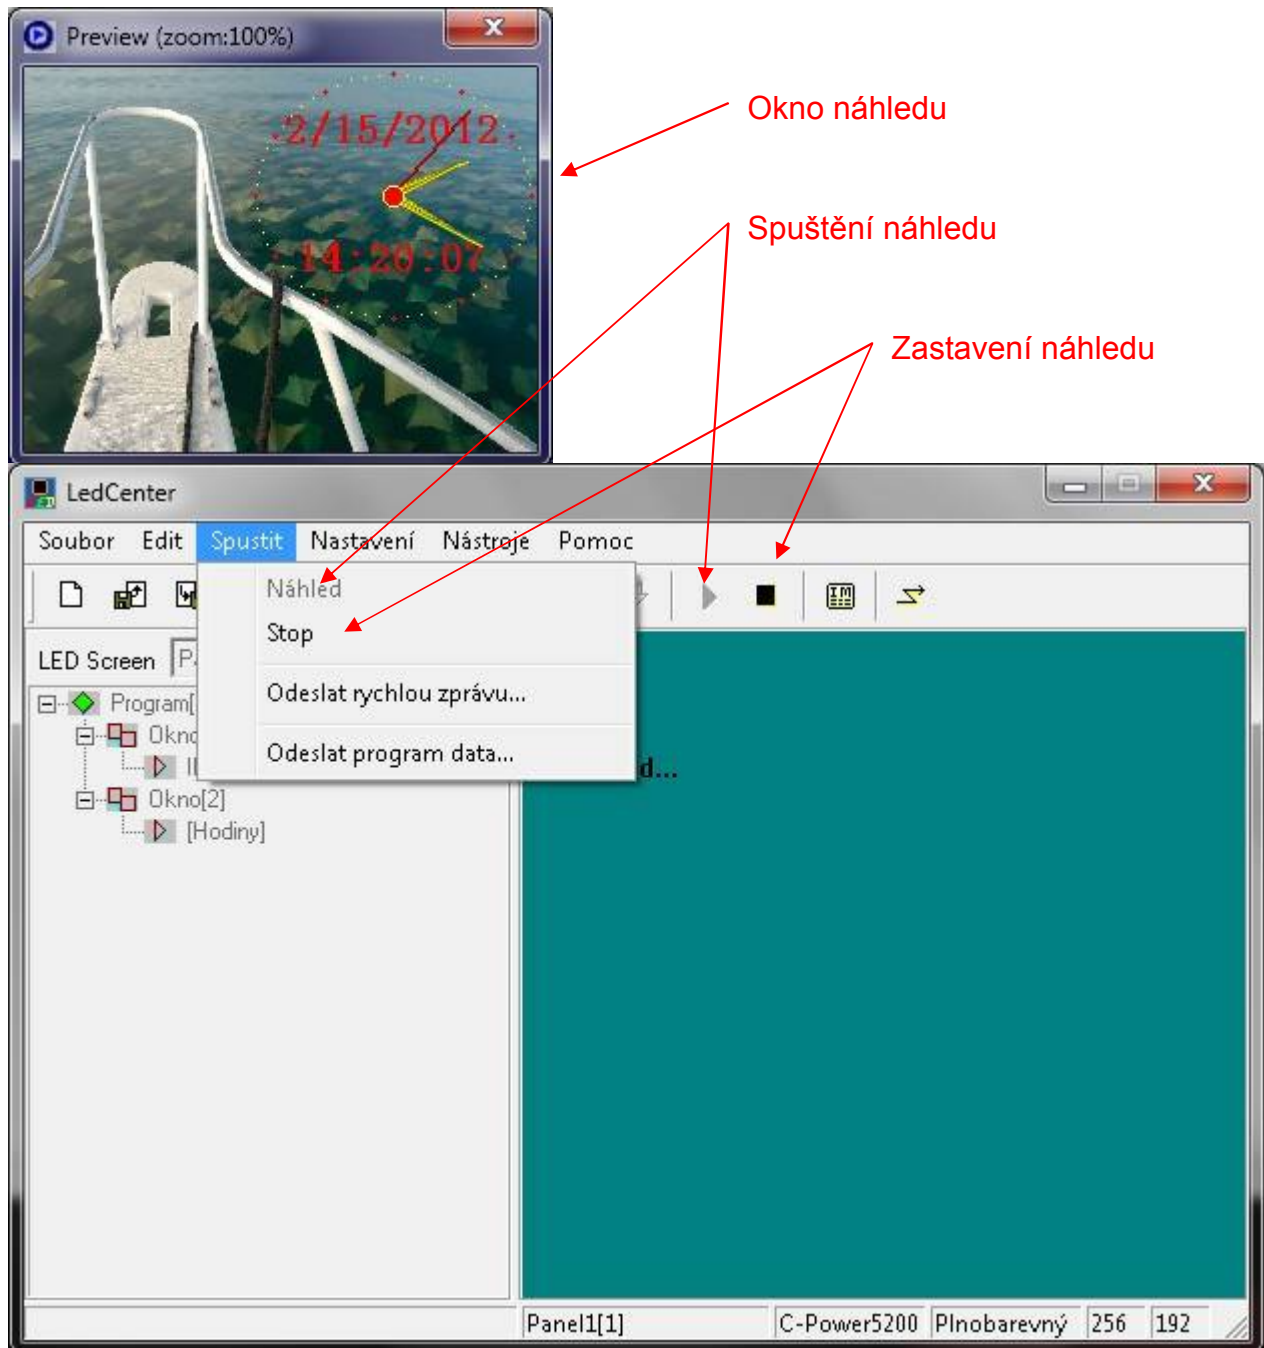 Preview (zoom:100%)
2/15/2012
14:20:07
Okno náhledu
Spuštění náhledu
Zastavení náhledu
LedCenter
Soubor Edit Spustit Nastavení Nástroje Pomoc
Náhled
Stop
Odeslat rychlou zprávu...
Odeslat program data...
LED Screen
Program[
Okno
Okno[2]
[Hodiny]
d...
Panel1[1] C-Power5200 Plnobarevný 256 192